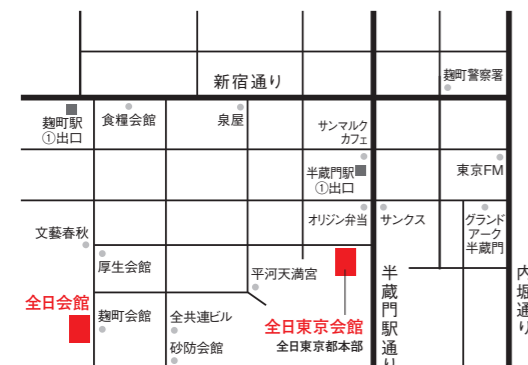 新宿通り
麹町警察署
麹町駅
①出口
食糧会館
泉屋
サンマルク
カフェ
半蔵門駅
①出口
東京FM
オリジン弁当
サンクス
グランド
アーク
半蔵門
文藝春秋
厚生会館
平河天満宮
半蔵門駅通り
内堀通り
全日会館
麹町会館
全共連ビル
砂防会館
全日東京会館
全日東京都本部